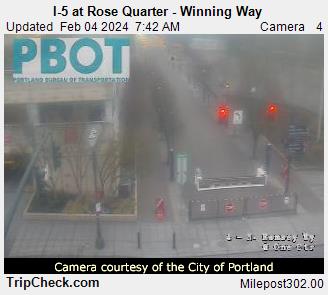 I-5 at Rose Quarter - Winning Way
Updated Feb 04 2024 7:42 AM Camera 4
PBOT
PORTLAND BUREAU OF TRANSPORTATION
Camera courtesy of the City of Portland
TripCheck.com Milepost302.00